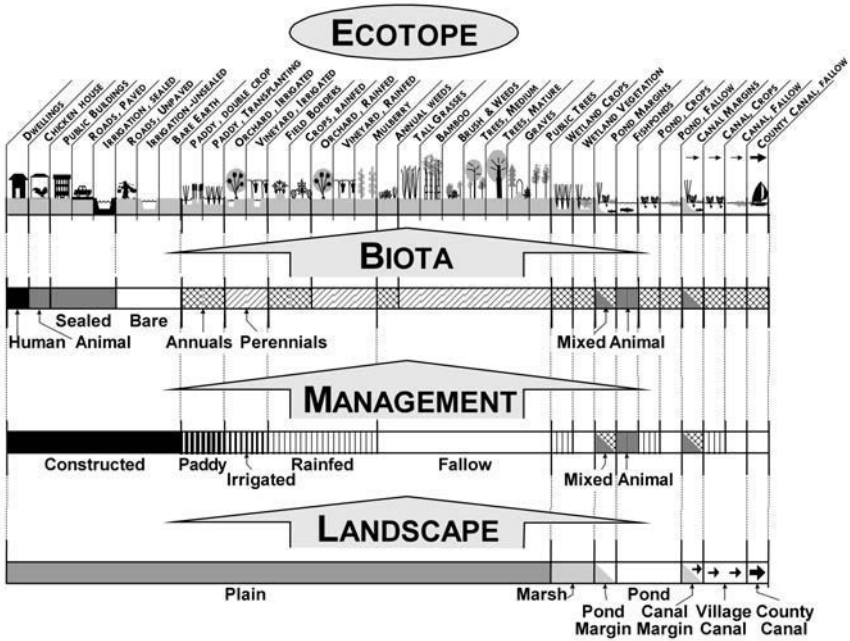 ECOTOPE
DWELLINGS
CHICKEN HOUSE
PUBLIC BUILDINGS
ROADS, PAVED
IRRIGATION, SEALED
ROADS, UNPAVED
IRRIGATION-UNSEALED
BARE EARTH
PADDY, DOUBLE CROP
PADDY, TRANSPLANTING
ORCHARD, IRRIGATED
VINEYARD, IRRIGATED
FIELD BORDERS
CROPS, RAINFED
ORCHARD, RAINFED
VINEYARD, RAINFED
MULBERRY
ANNUAL WEEDS
TALL GRASSES
BAMBOO
BRUSH & WEEDS
TREES, MEDIUM
TREES, MATURE
GRAVES
PUBLIC TREES
WETLAND CROPS
WETLAND VEGETATION
POND MARGINS
FISHPONDS
POND, CROPS
POND, FALLOW
CANAL MARGINS
CANAL, CROPS
CANAL, FALLOW
COUNTY CANAL, FALLOW
BIOTA
Sealed Bare
Human Animal Annuals Perennials Mixed Animal
MANAGEMENT
Constructed Paddy Rainfed Fallow
Irrigated Mixed Animal
LANDSCAPE
Plain Marsh Pond
Pond Canal Village County
Margin Margin Canal Canal